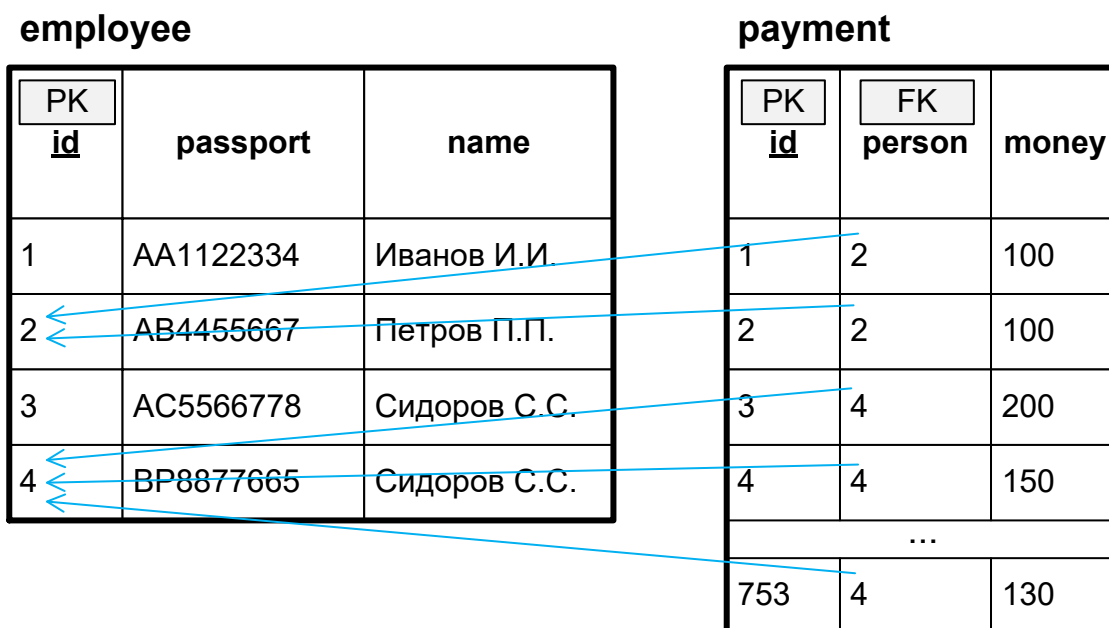 employee
PK
id passport name
1 AA1122334 Иванов И.И.
2 AB4455667 Петров П.П.
3 AC5566778 Сидоров С.С.
4 BP8877665 Сидоров С.С.
payment
PK FK
id person money
1 2 100
2 2 100
3 4 200
4 4 150
...
753 4 130